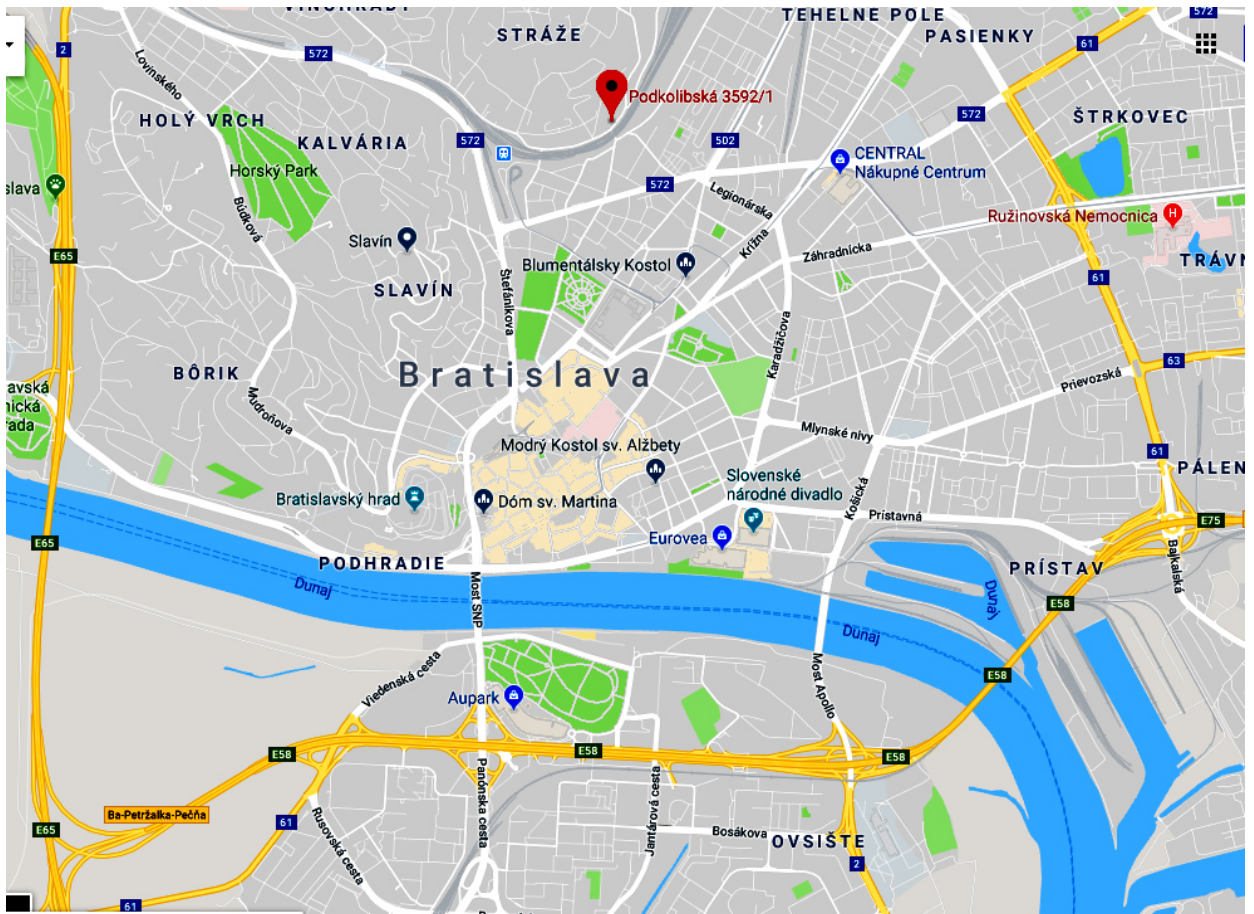 VINOHRADY
TEHELNE POLE
572
2
STRÁŽE
PASIENKY
61
572
Lovinského
Podkolibská 3592/1
HOLÝ VRCH
572
502
572
ŠTRKOVEC
KALVÁRIA
CENTRAL
Nákupné Centrum
Horský Park
572
Legionárska
slava
Búdková
Ružinovská Nemocnica
H
Slavín
Krížna
Záhradnícka
E65
Blumentálsky Kostol
TRÁVN
SLAVÍN
Štefánikova
61
Karadžičova
63
BÔRIK
Bratislava
Prievozská
avská
nická
rada
Mudroňova
Mlynské nivy
Modrý Kostol sv. Alžbety
61
PÁLEN
Slovenské
národné divadlo
Bratislavský hrad
Dóm sv. Martina
Košická
Prístavná
E75
E65
Eurovea
Bajkalská
PODHRADIE
PRÍSTAV
Dunaj
Most SNP
Dunaj
E58
Dunaj
Viedenská cesta
Most Apollo
E58
Aupark
E58
E58
E58
Panónska cesta
Jantárová cesta
Ba-Petržalka-Pečňa
61
Rusovská cesta
E65
Bosákova
OVSIŠTE
2
61